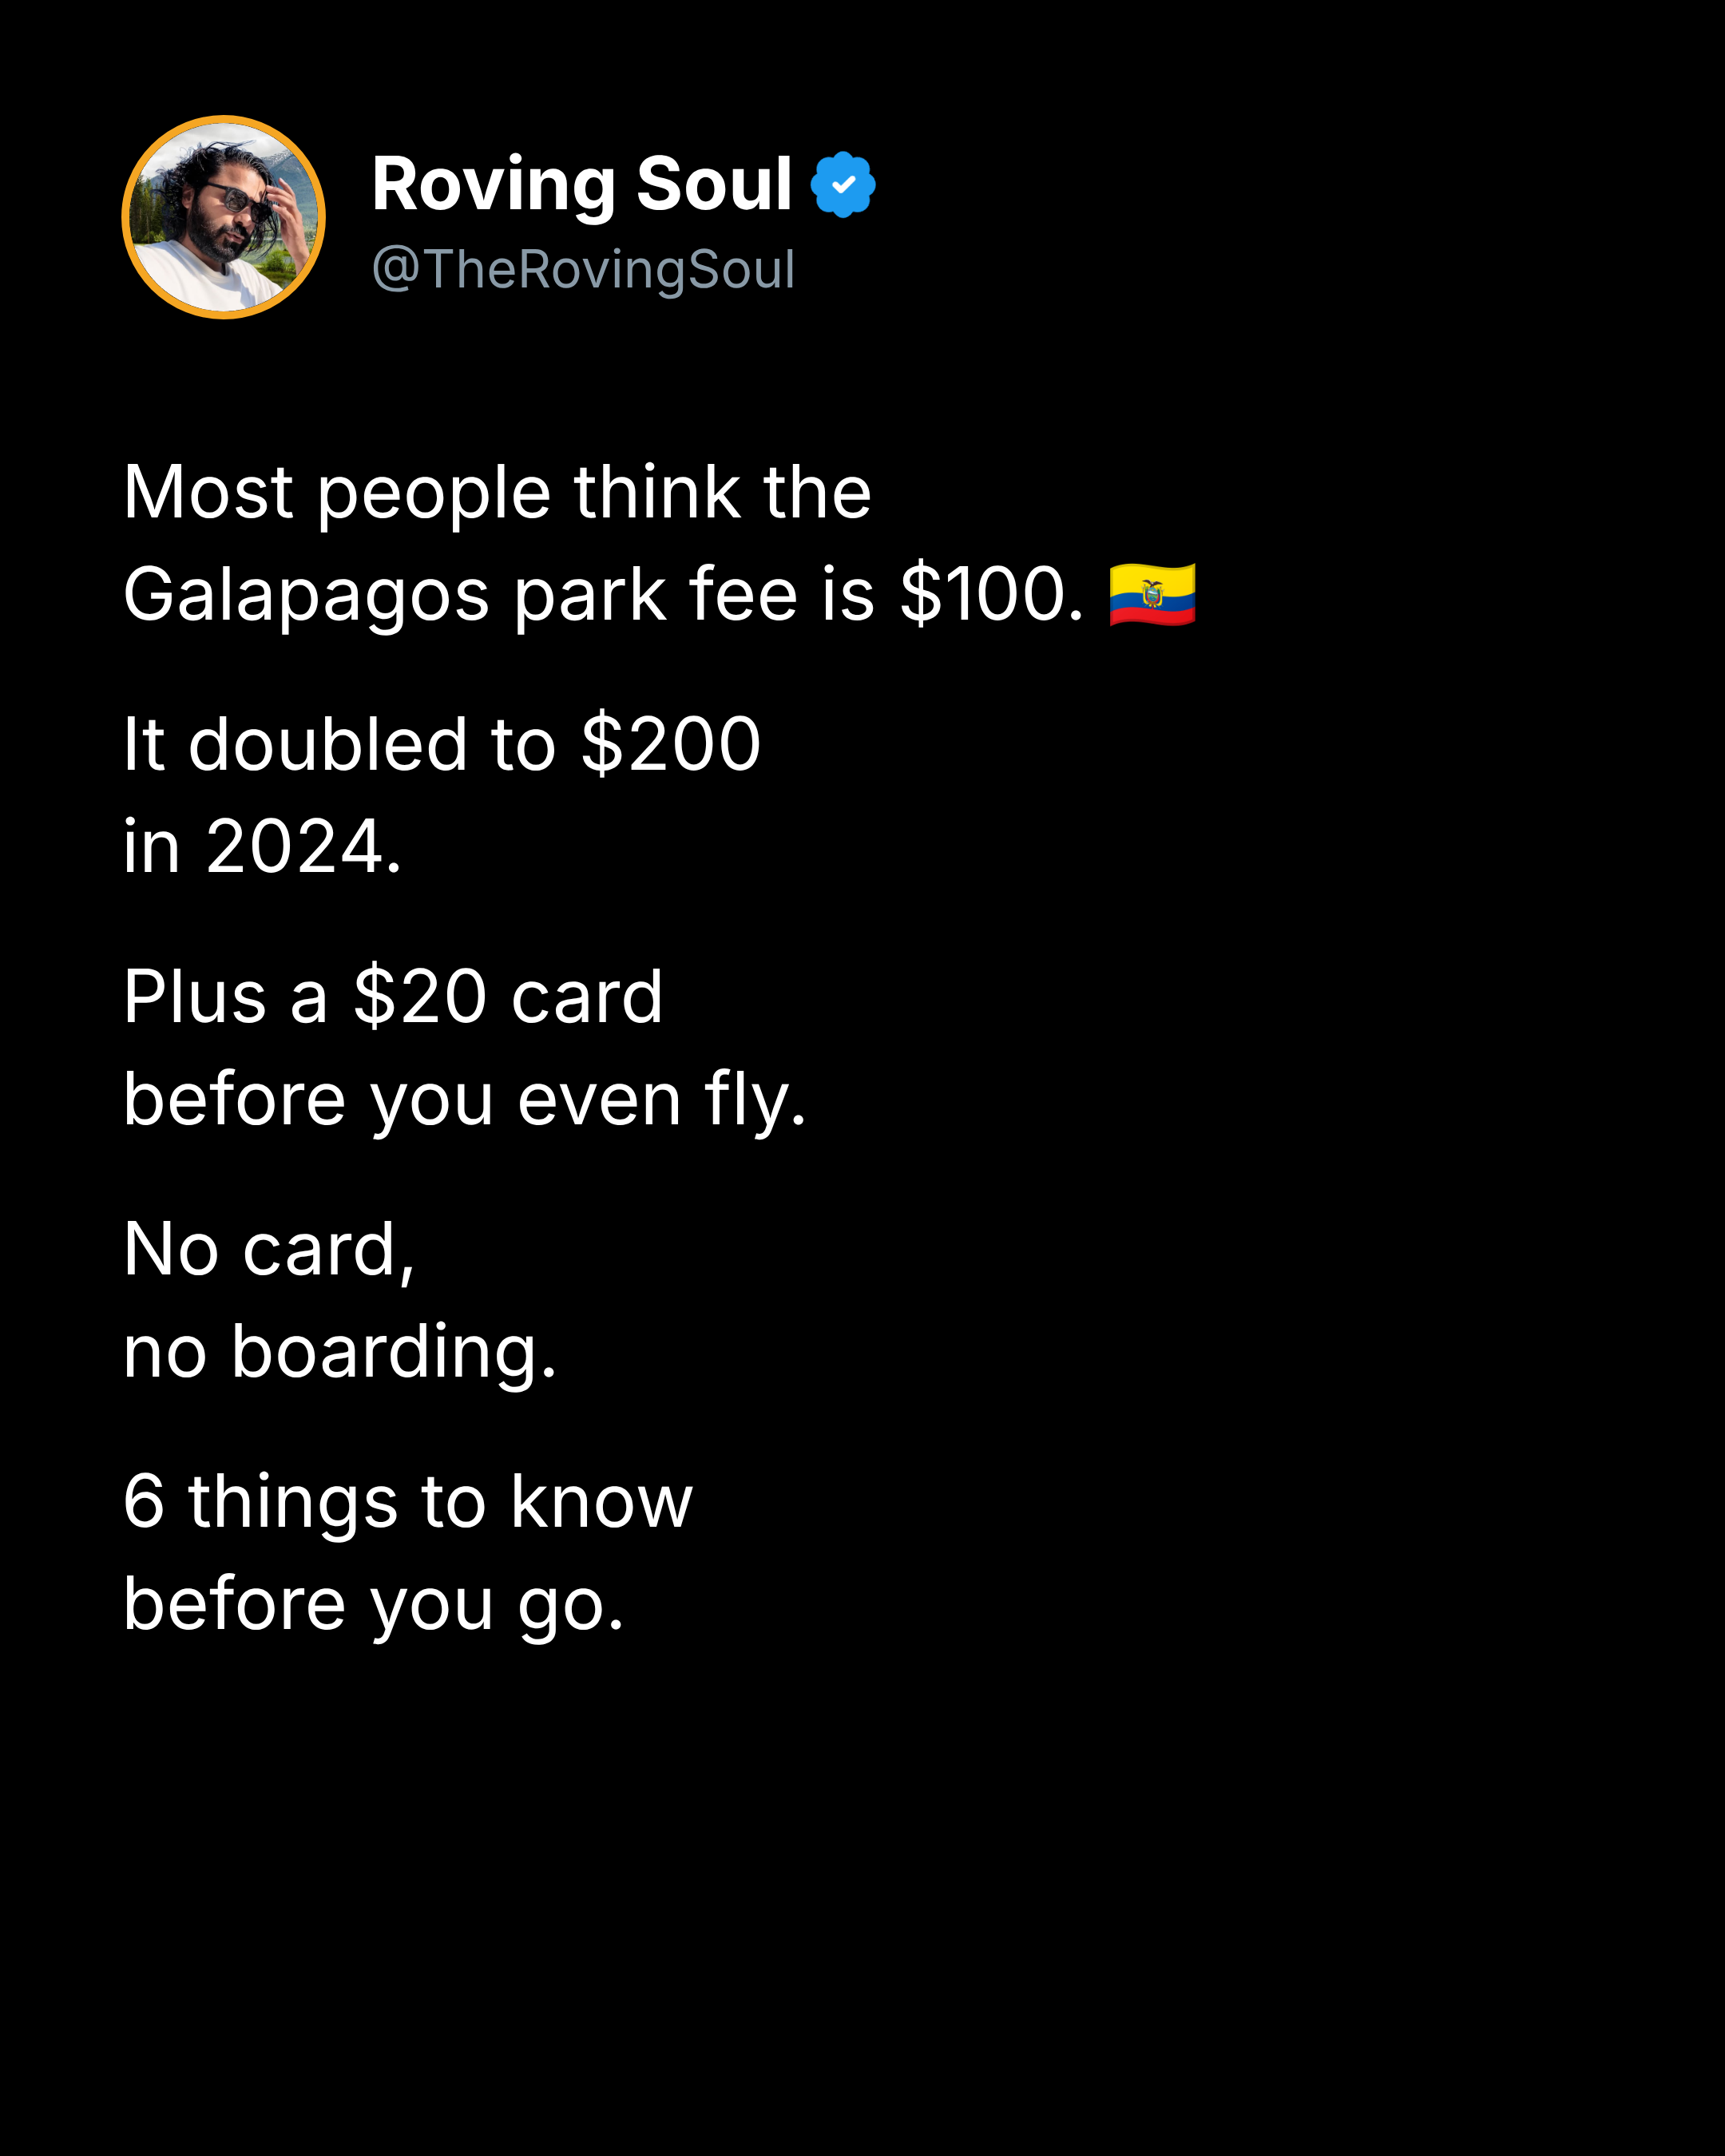 Roving Soul
@TheRovingSoul
Most people think the
Galapagos park fee is $100. 🇪🇨
It doubled to $200
in 2024.
Plus a $20 card
before you even fly.
No card,
no boarding.
6 things to know
before you go.